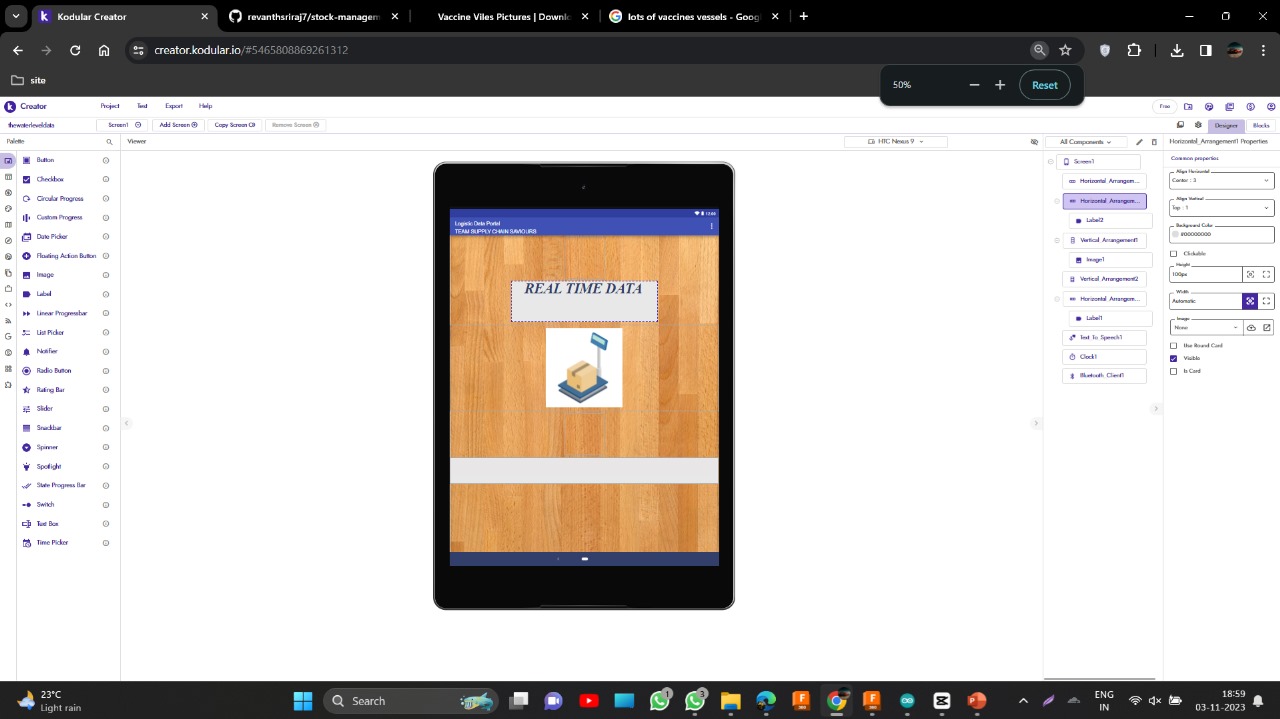 Kodular Creator
revanthsriraj7/stock-managem
Vaccine Viles Pictures | Downlo
lots of vaccines vessels - Googl
creator.kodular.io/#5465808869261312
site
50%
Reset
Creator
Project
Test
Export
Help
Free
thewaterleveldata
Screen1
Add Screen
Copy Screen
Remove Screen
Designer
Blocks
Palette
Viewer
HTC Nexus 9
All Components
Horizontal_Arrangement1 Properties
Button
Checkbox
Circular Progress
Custom Progress
Date Picker
Floating Action Button
Image
Label
Linear Progressbar
List Picker
Notifier
Radio Button
Rating Bar
Slider
Snackbar
Spinner
Spotlight
State Progress Bar
Switch
Text Box
Time Picker
12:00
Logistic Data Portal
TEAM SUPPLY CHAIN SAVIOURS
REAL TIME DATA
Screen1
Horizontal_Arrangem...
Horizontal_Arrangem...
Label2
Vertical_Arrangement1
Image1
Vertical_Arrangement2
Horizontal_Arrangem...
Label1
Text_To_Speech1
Clock1
Bluetooth_Client1
Common properties
Align Horizontal
Center : 3
Align Vertical
Top : 1
Background Color
#00000000
Clickable
Height
100px
Width
Automatic
Image
None
Use Round Card
Visible
Is Card
23°C
Light rain
Search
1
3
ENG
IN
18:59
03-11-2023